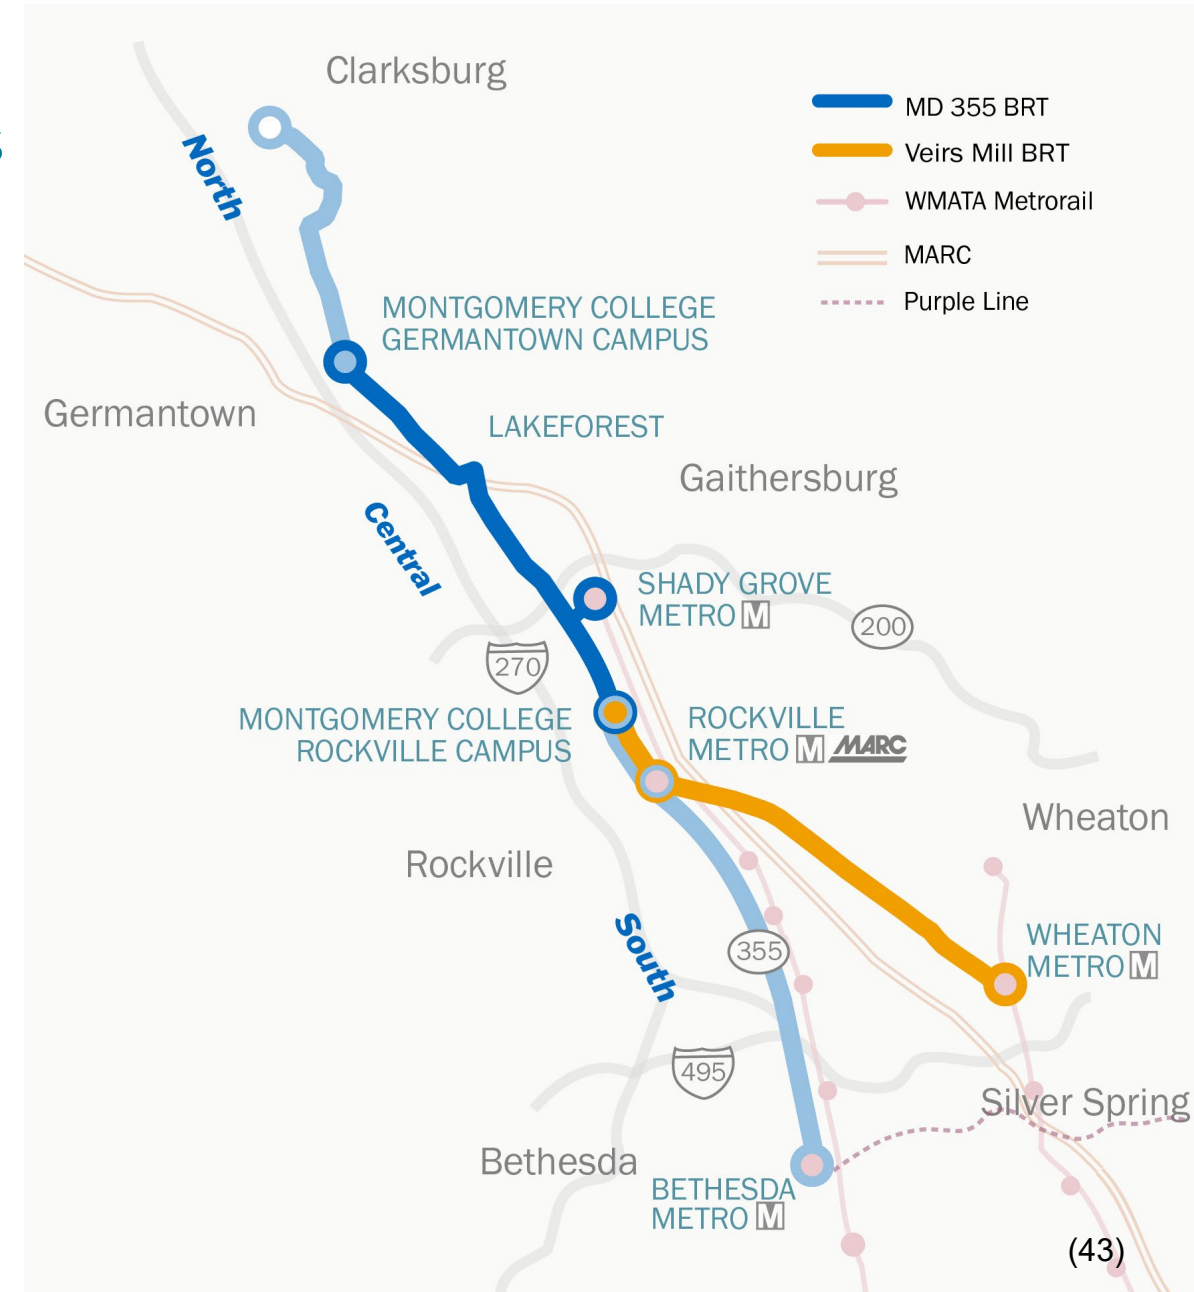 Clarksburg
MD 355 BRT
Veirs Mill BRT
WMATA Metrorail
MARC
Purple Line
North
MONTGOMERY COLLEGE
GERMANTOWN CAMPUS
Germantown
LAKEFOREST
Gaithersburg
Central
SHADY GROVE
METRO M
200
270
MONTGOMERY COLLEGE
ROCKVILLE CAMPUS
ROCKVILLE
METRO M MARC
Wheaton
Rockville
South
355
WHEATON
METRO M
495
Silver Spring
Bethesda
BETHESDA
METRO M
(43)